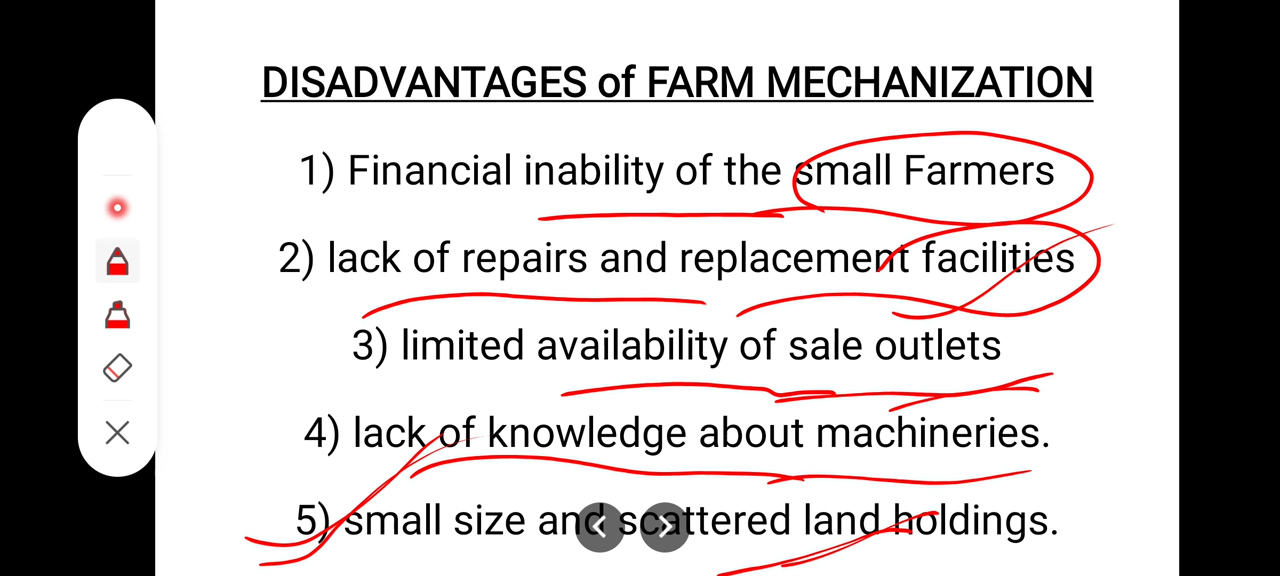 DISADVANTAGES of FARM MECHANIZATION
1) Financial inability of the small Farmers
2) lack of repairs and replacement facilities
3) limited availability of sale outlets
4) lack of knowledge about machineries.
5) small size and scattered land holdings.